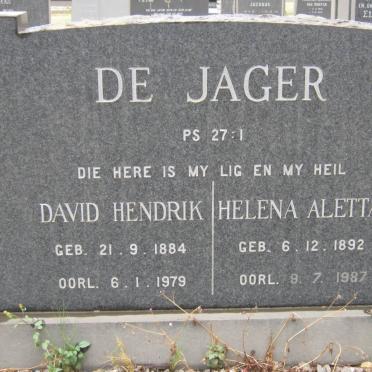 DE JAGER
PS 27:1
DIE HERE IS MY LIG EN MY HEIL
DAVID HENDRIK
GEB. 21.9.1884
OORL. 6.1.1979
HELENA ALETTA
GEB. 6.12.1892
OORL. 9.7.1987